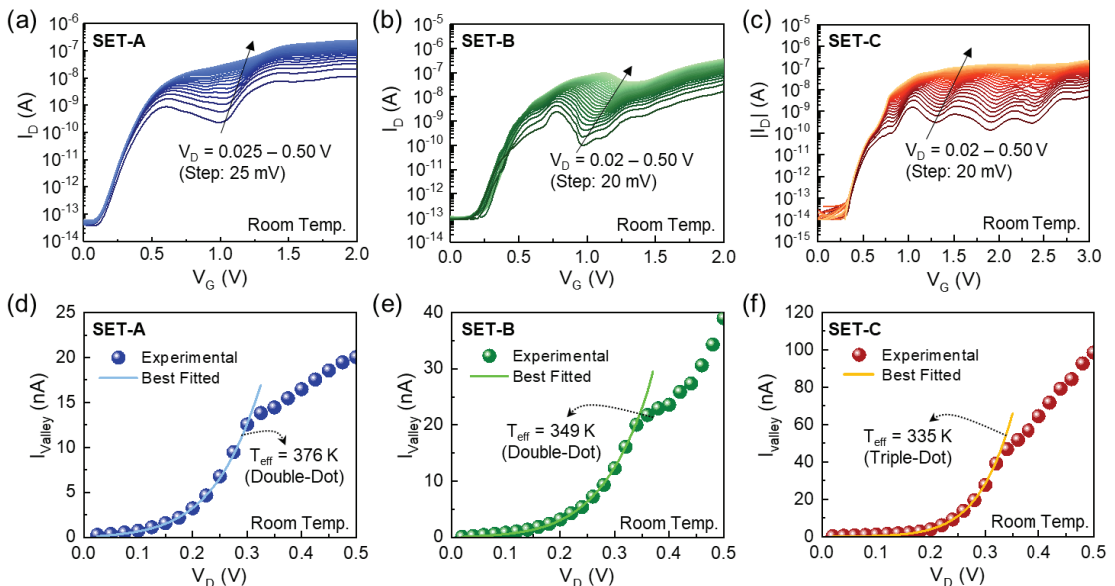 (a)
10⁻⁶
10⁻⁷
10⁻⁸
10⁻⁹
10⁻¹⁰
10⁻¹¹
10⁻¹²
10⁻¹³
10⁻¹⁴
I_D (A)
SET-A
V_D = 0.025 – 0.50 V
(Step: 25 mV)
Room Temp.
0.0 0.5 1.0 1.5 2.0
V_G (V)
(b)
10⁻⁵
10⁻⁶
10⁻⁷
10⁻⁸
10⁻⁹
10⁻¹⁰
10⁻¹¹
10⁻¹²
10⁻¹³
10⁻¹⁴
I_D (A)
SET-B
V_D = 0.02 – 0.50 V
(Step: 20 mV)
Room Temp.
0.0 0.5 1.0 1.5 2.0
V_G (V)
(c)
10⁻⁵
10⁻⁶
10⁻⁷
10⁻⁸
10⁻⁹
10⁻¹⁰
10⁻¹¹
10⁻¹²
10⁻¹³
10⁻¹⁴
10⁻¹⁵
|I_D| (A)
SET-C
V_D = 0.02 – 0.50 V
(Step: 20 mV)
Room Temp.
0.0 0.5 1.0 1.5 2.0 2.5 3.0
V_G (V)
(d)
25
20
15
10
5
0
I_Valley (nA)
SET-A
Experimental
Best Fitted
T_eff = 376 K
(Double-Dot)
Room Temp.
0.0 0.1 0.2 0.3 0.4 0.5
V_D (V)
(e)
40
30
20
10
0
I_Valley (nA)
SET-B
Experimental
Best Fitted
T_eff = 349 K
(Double-Dot)
Room Temp.
0.0 0.1 0.2 0.3 0.4 0.5
V_D (V)
(f)
120
100
80
60
40
20
0
I_valley (nA)
SET-C
Experimental
Best Fitted
T_eff = 335 K
(Triple-Dot)
Room Temp.
0.0 0.1 0.2 0.3 0.4 0.5
V_D (V)